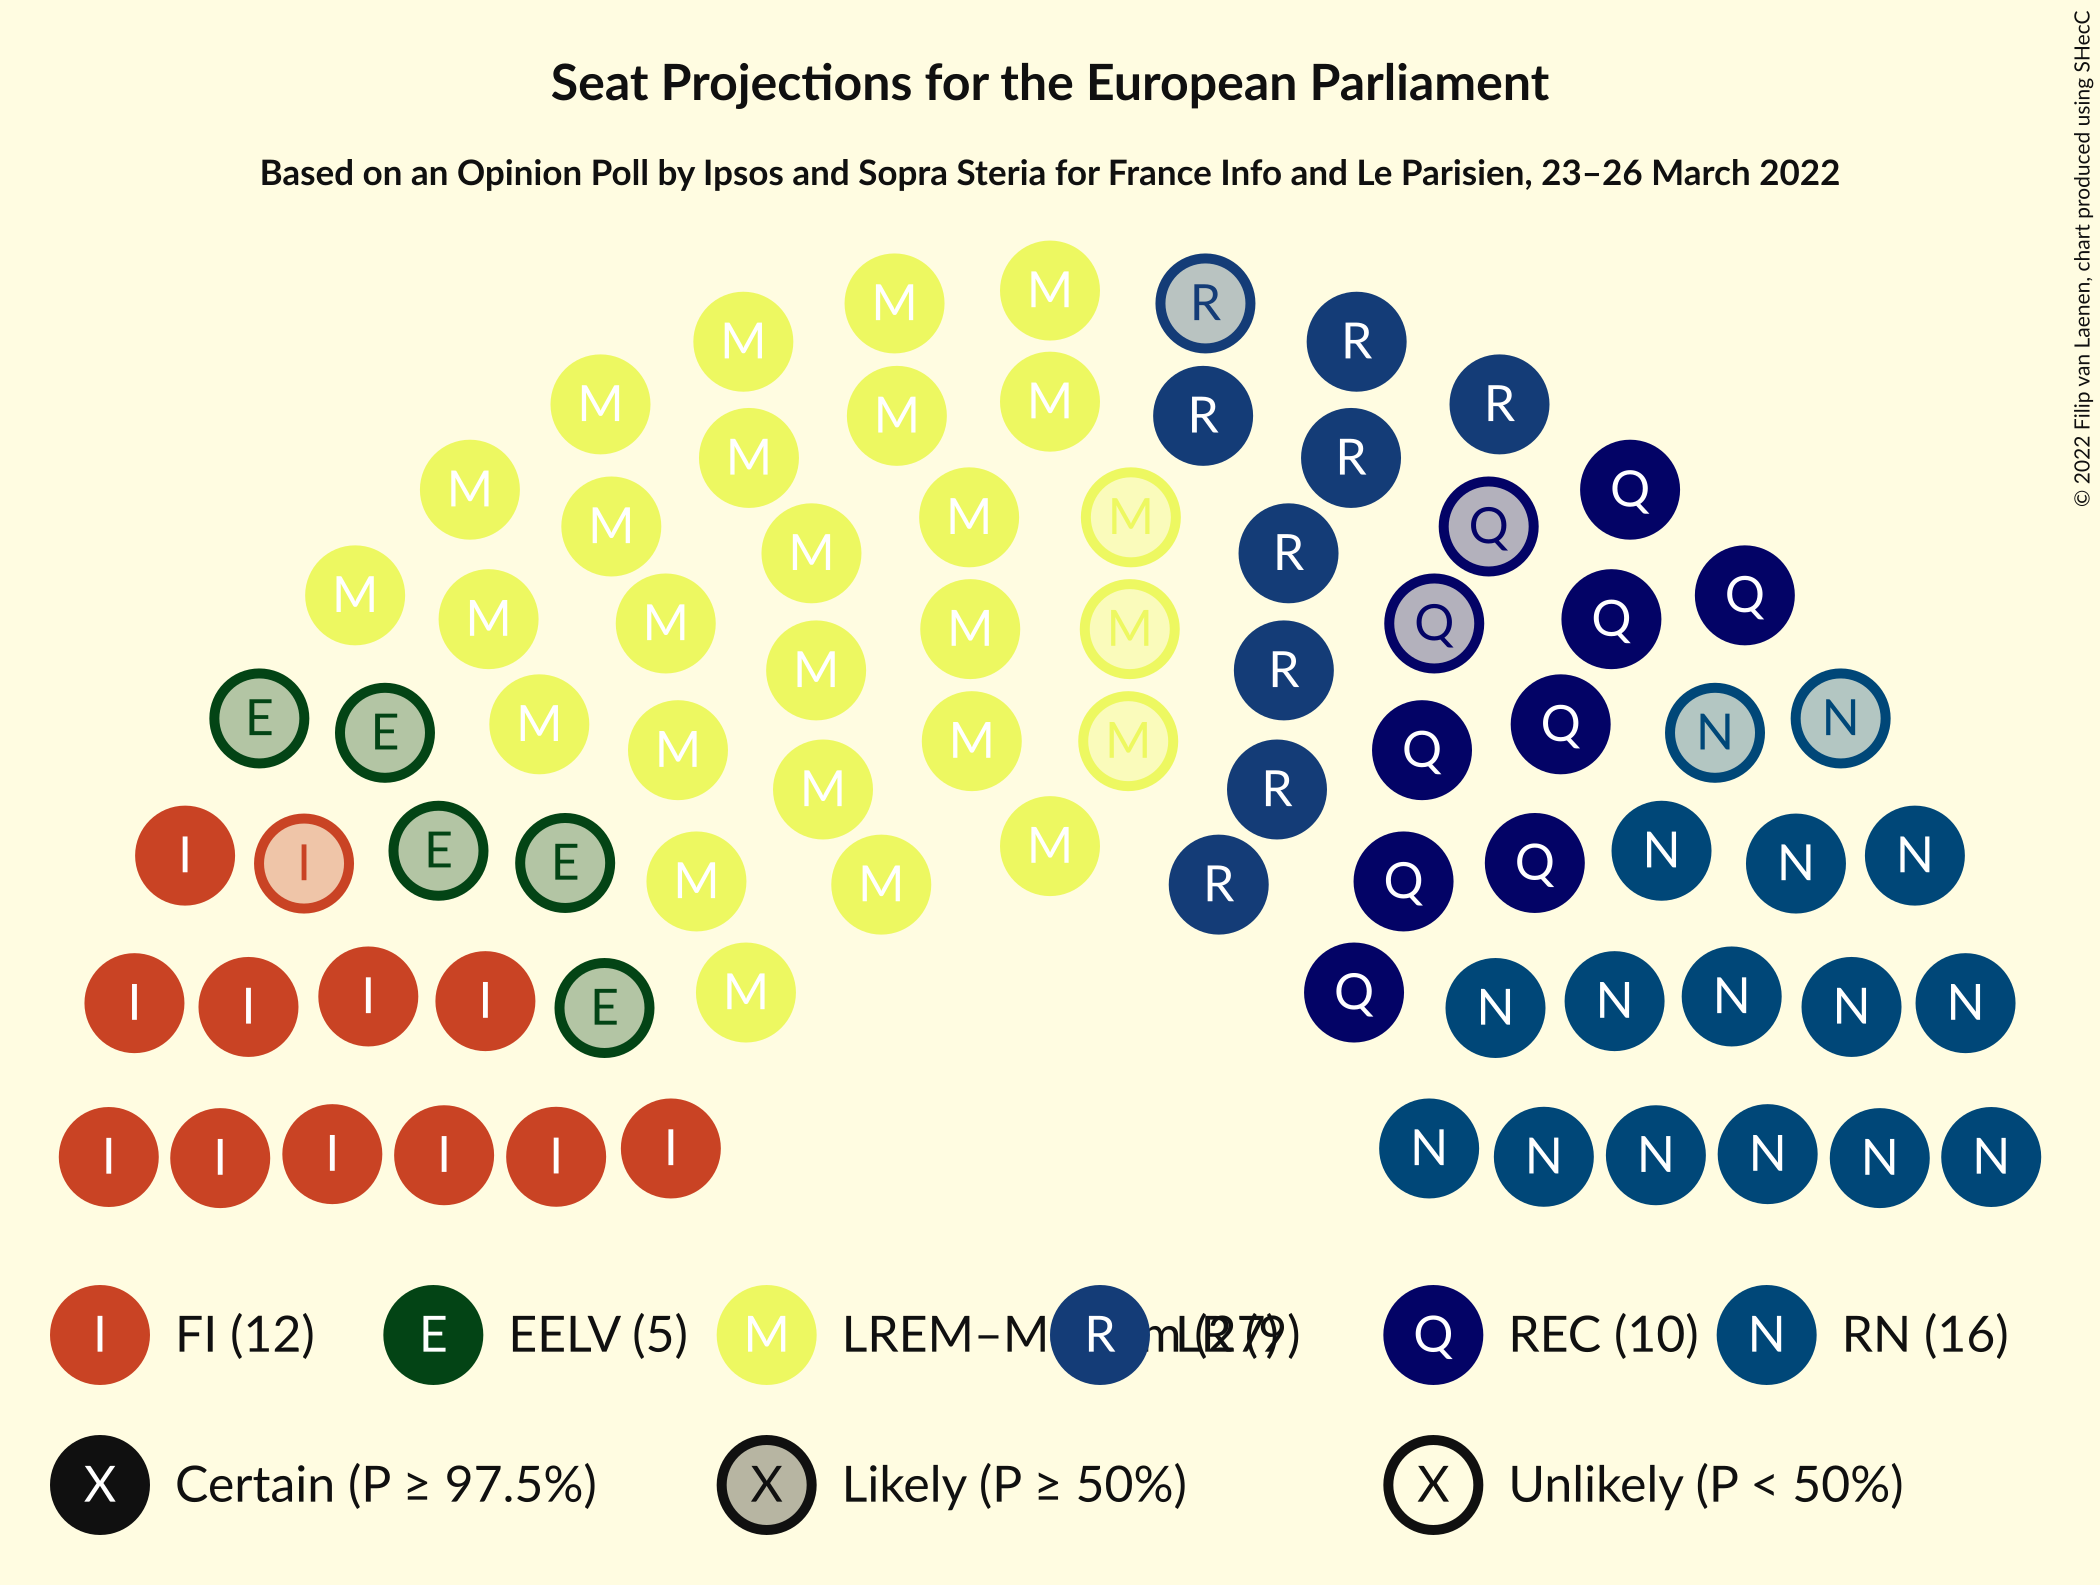 Seat Projections for the European Parliament
Based on an Opinion Poll by Ipsos and Sopra Steria for France Info and Le Parisien, 23–26 March 2022
© 2022 Filip van Laenen, chart produced using SHecC
M M M R R
M M M M R R R
M M M M M R Q Q
M M M M M R Q Q Q
E E M M M M M R Q Q N N
I I E E M M M M R R Q Q N N N
I I I I E M Q N N N N N
I I I I I I N N N N N N
I FI (12) E EELV (5) M R LR (9) Q REC (10) N RN (16)
X Certain (P ≥ 97.5%) X Likely (P ≥ 50%) X Unlikely (P < 50%)